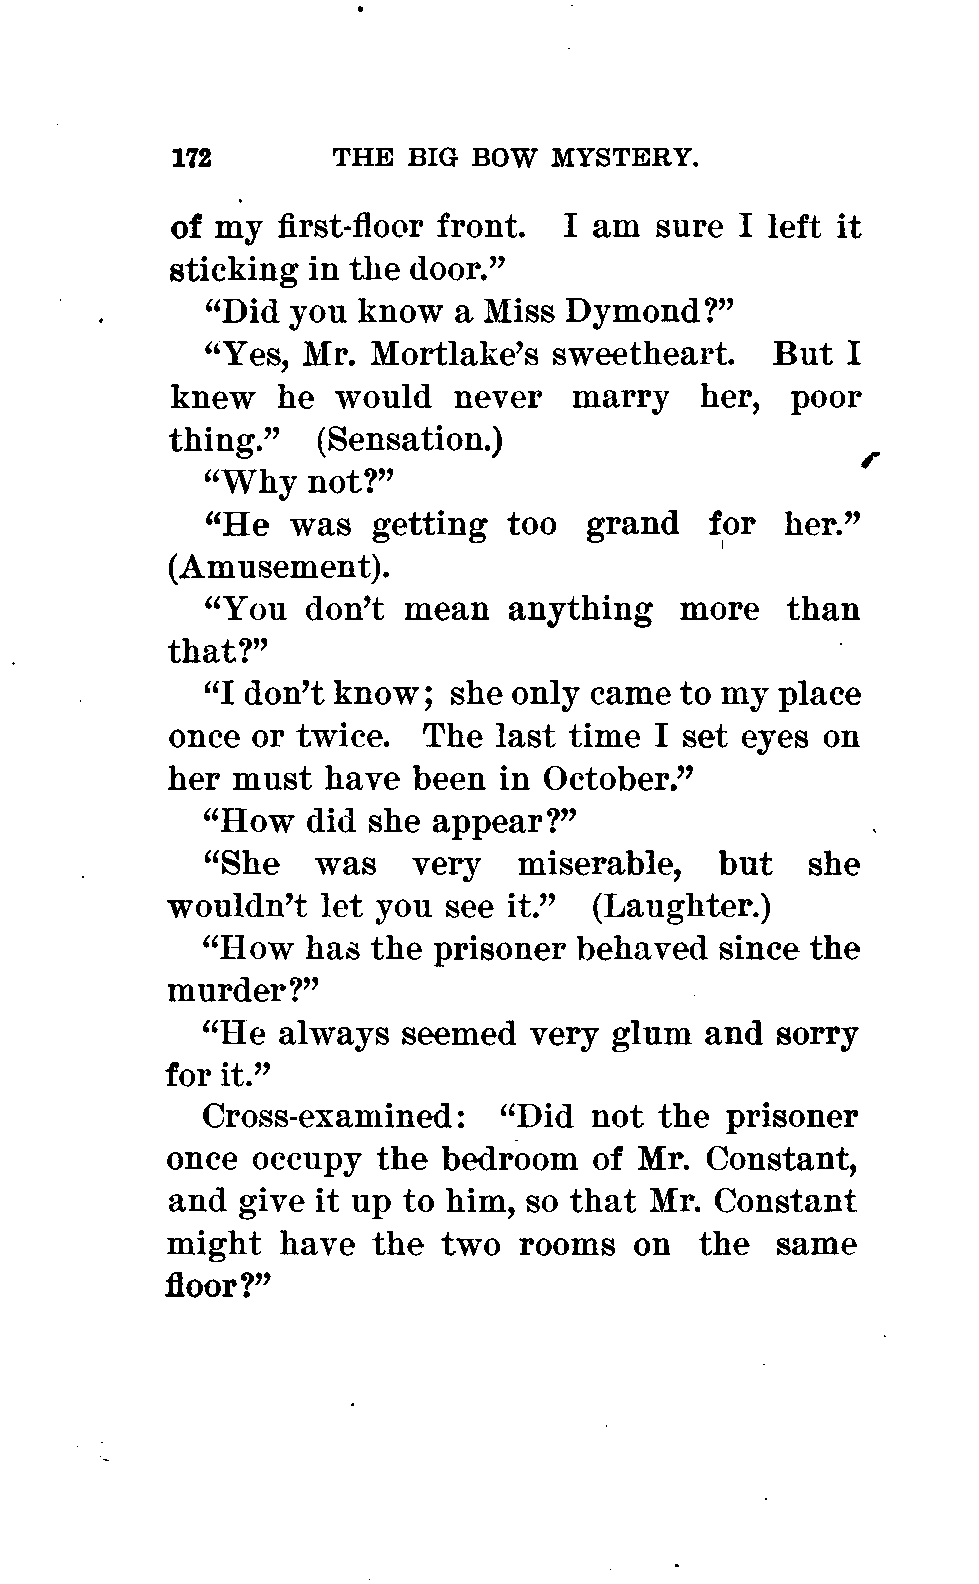 172 THE BIG BOW MYSTERY.
of my first-floor front. I am sure I left it
sticking in the door.”
“Did you know a Miss Dymond?”
“Yes, Mr. Mortlake’s sweetheart. But I
knew he would never marry her, poor
thing.” (Sensation.)
“Why not?”
“He was getting too grand for her.”
(Amusement).
“You don’t mean anything more than
that?”
“I don’t know; she only came to my place
once or twice. The last time I set eyes on
her must have been in October.”
“How did she appear?”
“She was very miserable, but she
wouldn’t let you see it.” (Laughter.)
“How has the prisoner behaved since the
murder?”
“He always seemed very glum and sorry
for it.”
Cross-examined: “Did not the prisoner
once occupy the bedroom of Mr. Constant,
and give it up to him, so that Mr. Constant
might have the two rooms on the same
floor?”